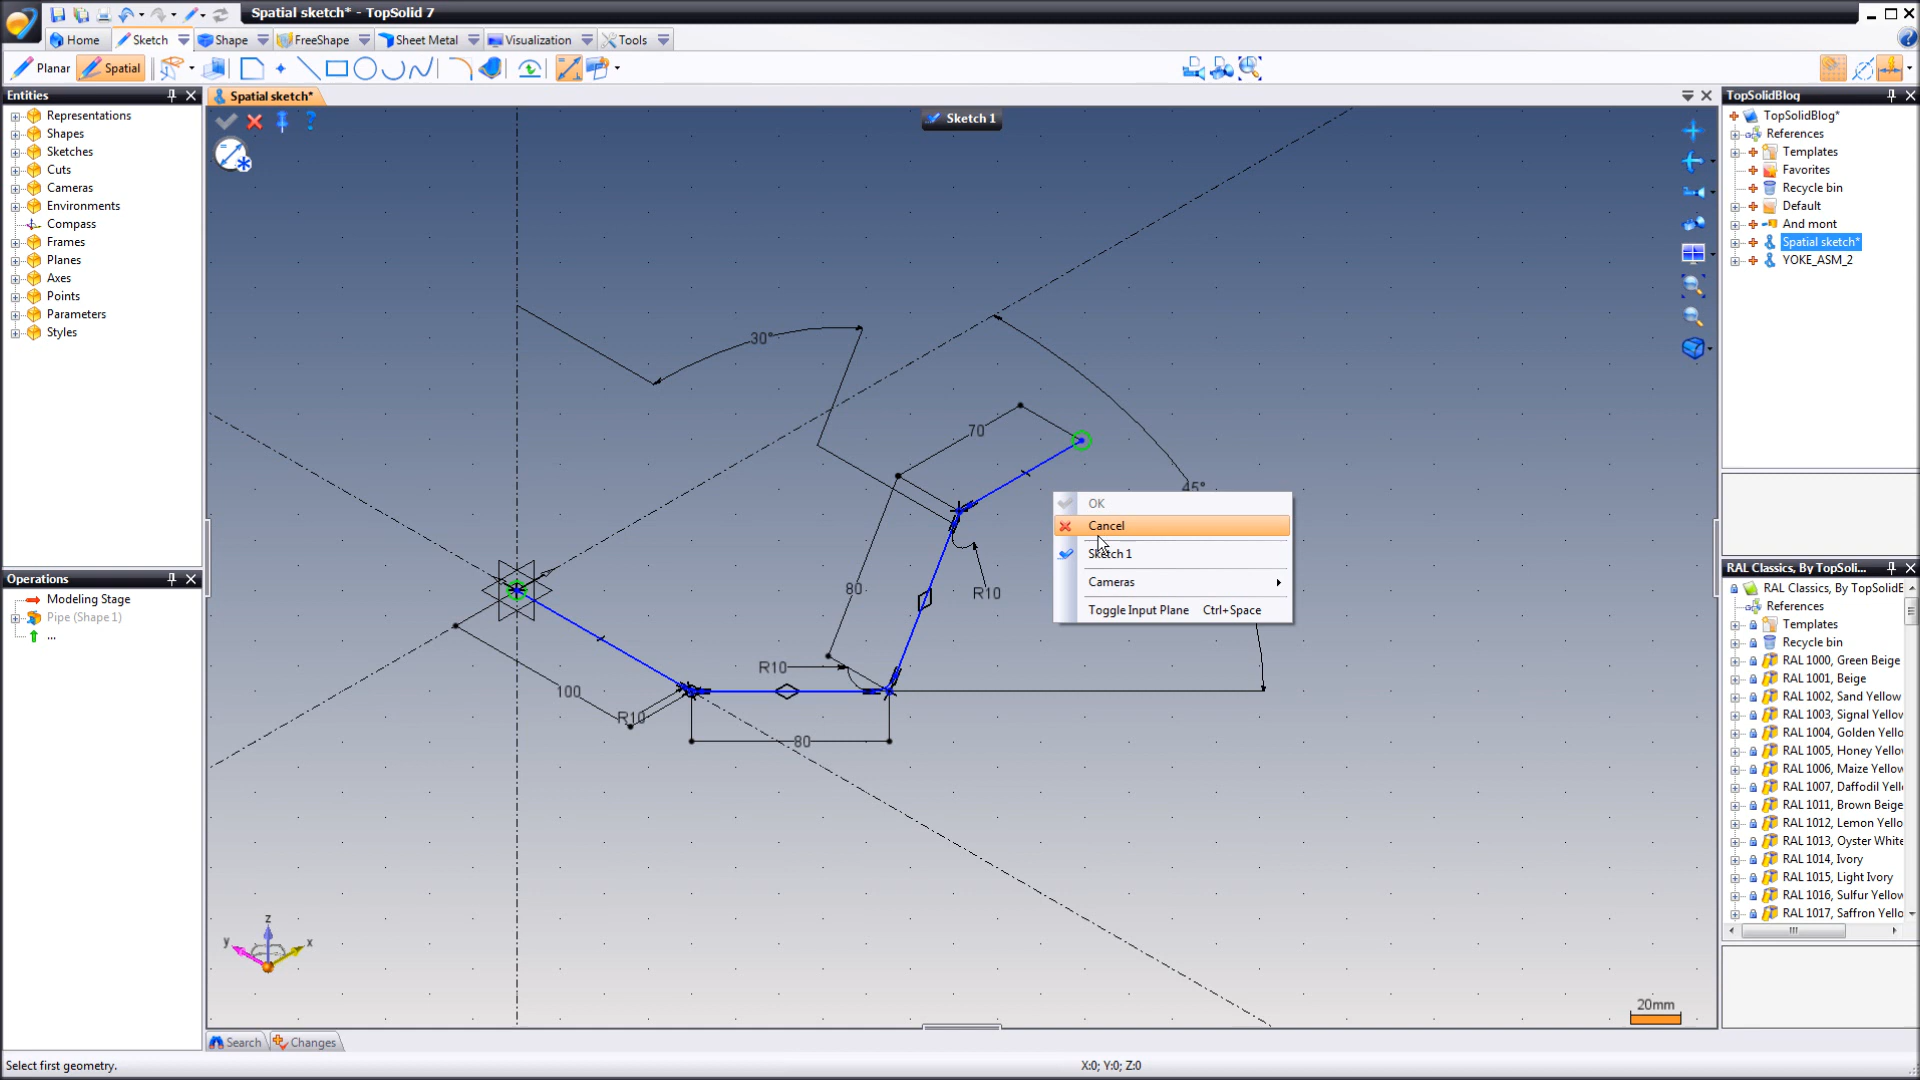 Spatial sketch* - TopSolid 7
Home
Sketch
Shape
FreeShape
Sheet Metal
Visualization
Tools
Planar
Spatial
Entities
Representations
Shapes
Sketches
Cuts
Cameras
Environments
Compass
Frames
Planes
Axes
Points
Parameters
Styles
Operations
Modeling Stage
Pipe (Shape 1)
...
Spatial sketch*
Sketch 1
30°
70
45°
80
R10
R10
100
R10
80
OK
Cancel
Sketch 1
Cameras
Toggle Input Plane Ctrl+Space
z
y
x
20mm
TopSolidBlog
TopSolidBlog*
References
Templates
Favorites
Recycle bin
Default
And mont
Spatial sketch*
YOKE_ASM_2
RAL Classics, By TopSoli...
RAL Classics, By TopSolidE
References
Templates
Recycle bin
RAL 1000, Green Beige
RAL 1001, Beige
RAL 1002, Sand Yellow
RAL 1003, Signal Yellov
RAL 1004, Golden Yello
RAL 1005, Honey Yellov
RAL 1006, Maize Yellow
RAL 1007, Daffodil Yell
RAL 1011, Brown Beige
RAL 1012, Lemon Yello
RAL 1013, Oyster White
RAL 1014, Ivory
RAL 1015, Light Ivory
RAL 1016, Sulfur Yellow
RAL 1017, Saffron Yello
Search
Changes
Select first geometry.
X:0; Y:0; Z:0